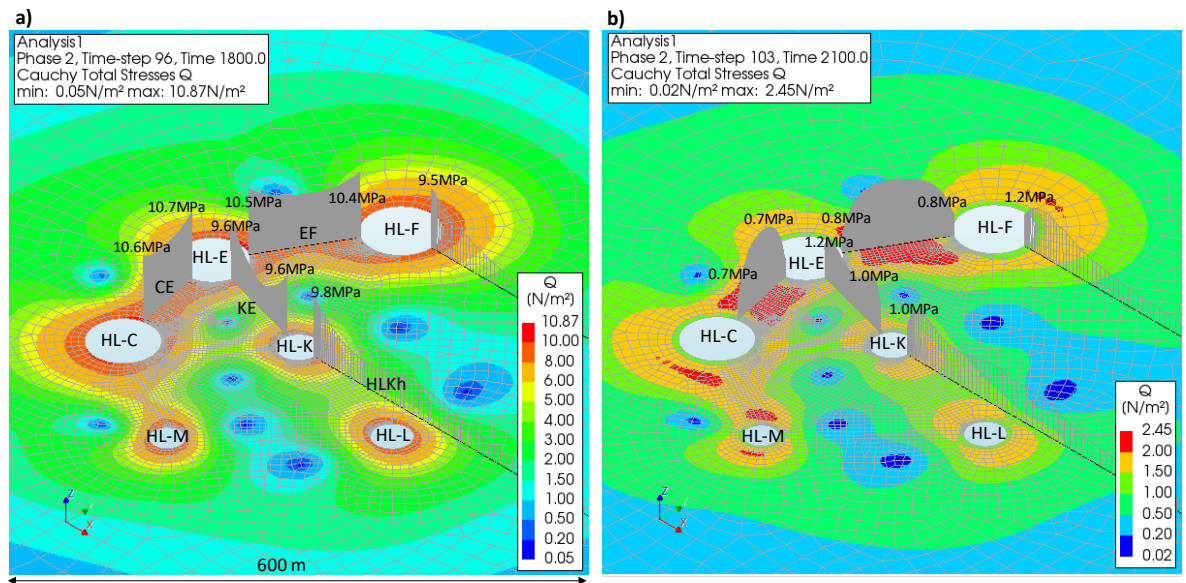 a)
Analysis1
Phase 2, Time-step 96, Time 1800.0
Cauchy Total Stresses Q
min: 0.05N/m² max: 10.87N/m²
10.5MPa
10.4MPa
9.5MPa
10.7MPa
9.6MPa
EF
HL-F
10.6MPa
HL-E
9.6MPa
CE
KE
9.8MPa
HL-C
HL-K
HLKh
HL-M
HL-L
Q
(N/m²)
10.87
10.00
8.00
6.00
5.00
4.00
3.00
2.00
1.50
1.00
0.50
0.20
0.05
Z
Y
X
600 m
b)
Analysis1
Phase 2, Time-step 103, Time 2100.0
Cauchy Total Stresses Q
min: 0.02N/m² max: 2.45N/m²
0.8MPa
1.2MPa
0.7MPa
0.8MPa
HL-F
1.2MPa
HL-E
0.7MPa
1.0MPa
1.0MPa
HL-C
HL-K
HL-M
HL-L
Q
(N/m²)
2.45
2.00
1.50
1.00
0.50
0.20
0.02
Z
Y
X